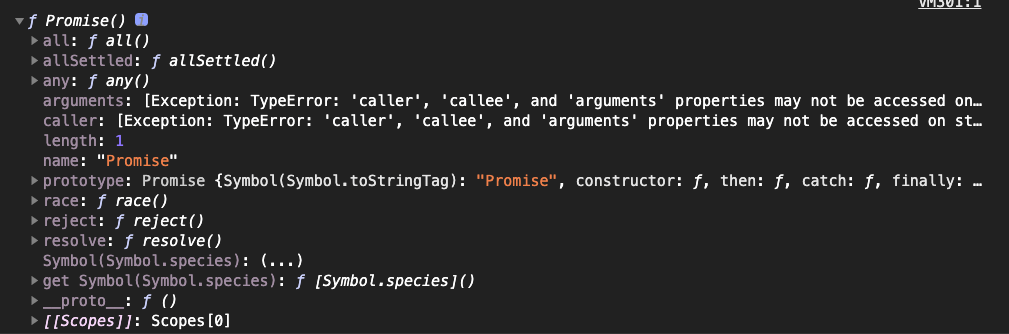 VM301:1
▼ƒ Promise() i
▶all: ƒ all()
▶allSettled: ƒ allSettled()
▶any: ƒ any()
arguments: [Exception: TypeError: 'caller', 'callee', and 'arguments' properties may not be accessed on…
caller: [Exception: TypeError: 'caller', 'callee', and 'arguments' properties may not be accessed on st…
length: 1
name: "Promise"
▶prototype: Promise {Symbol(Symbol.toStringTag): "Promise", constructor: ƒ, then: ƒ, catch: ƒ, finally: …
▶race: ƒ race()
▶reject: ƒ reject()
▶resolve: ƒ resolve()
Symbol(Symbol.species): (...)
▶get Symbol(Symbol.species): ƒ [Symbol.species]()
▶__proto__: ƒ ()
▶[[Scopes]]: Scopes[0]